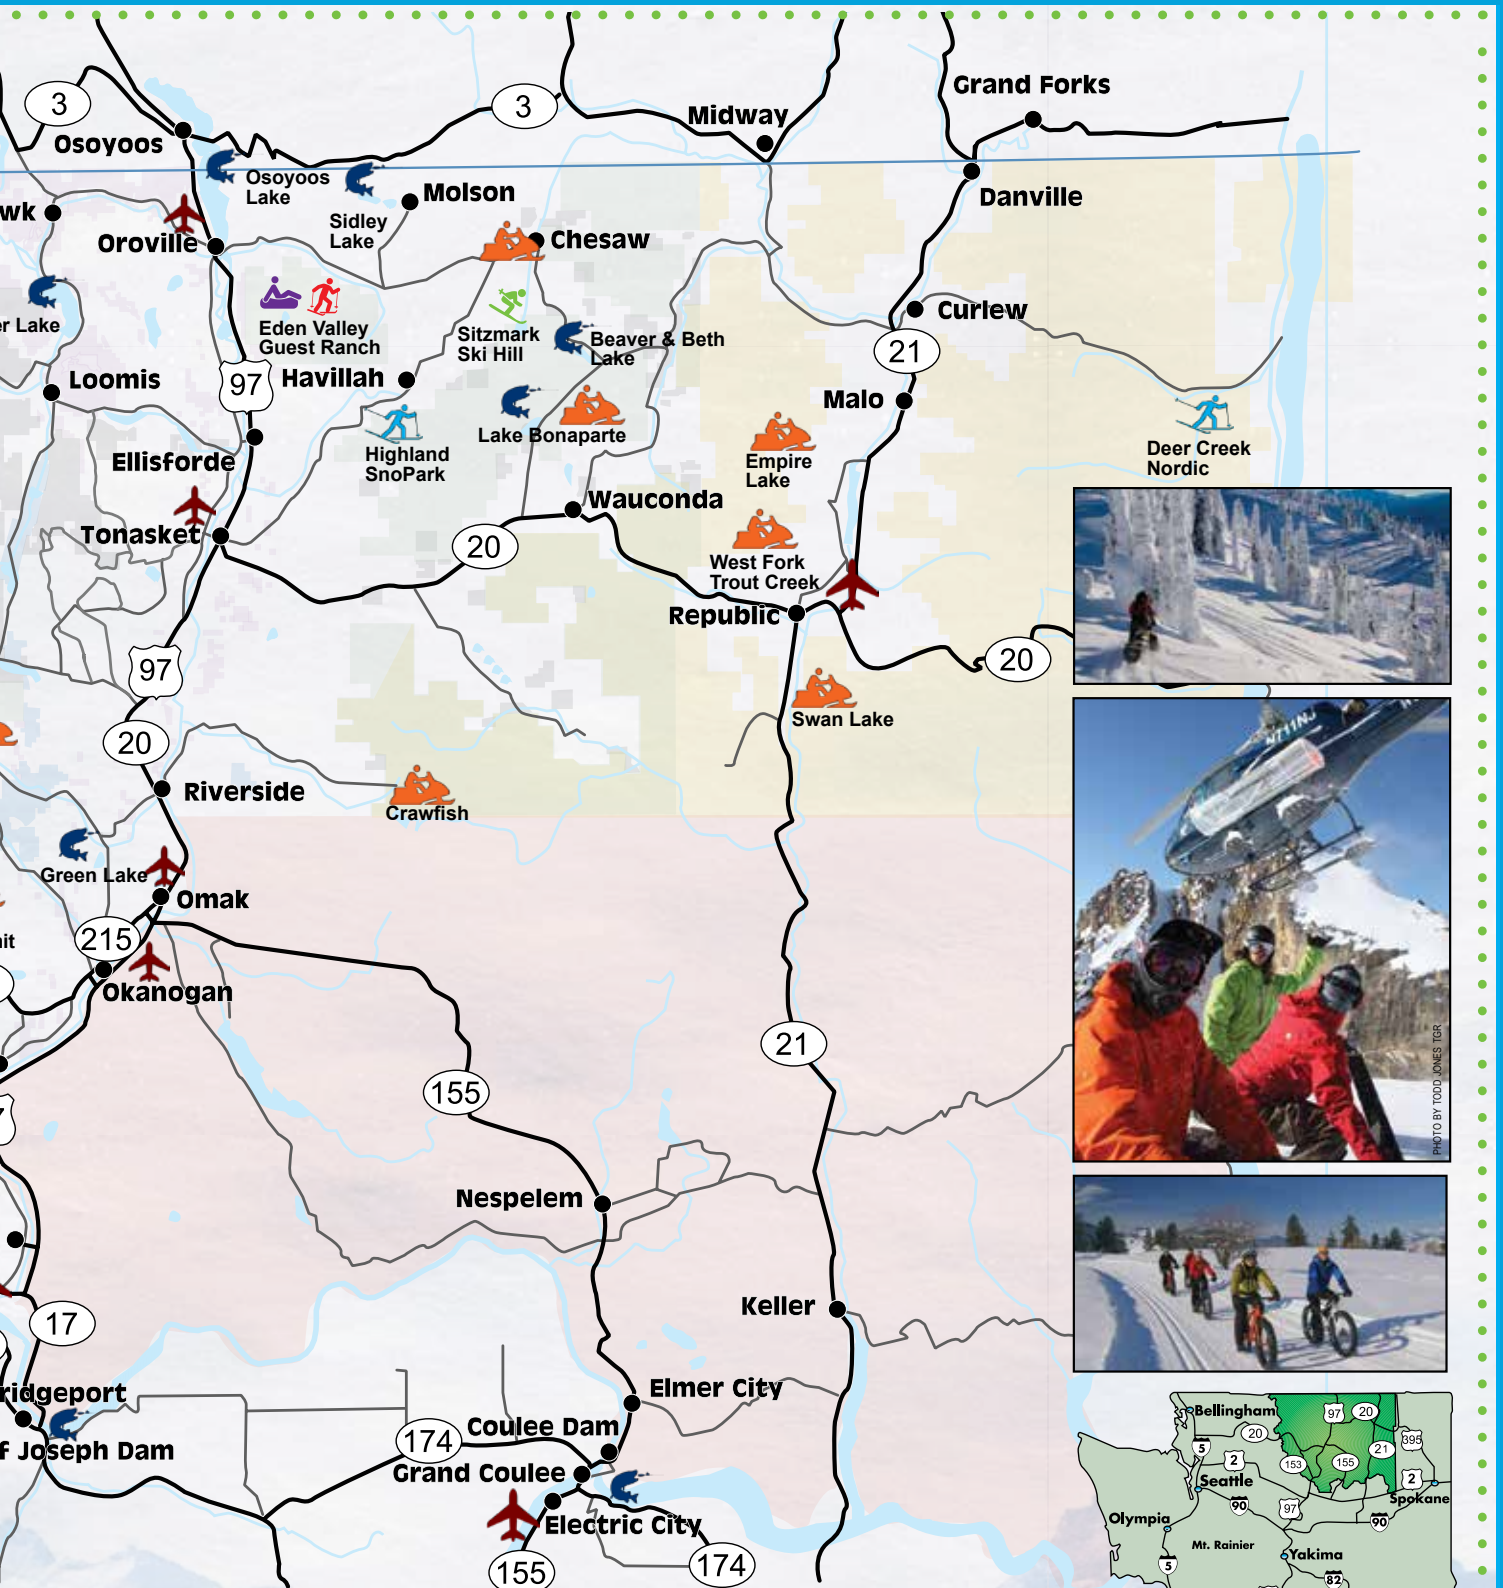 Grand Forks
3
3
Midway
Osoyoos
Osoyoos
Lake
Molson
Danville
wk
Sidley
Lake
Oroville
Chesaw
Eden Valley
Guest Ranch
Sitzmark
Ski Hill
Beaver & Beth
Lake
Curlew
er Lake
21
Loomis
97
Havillah
Malo
Lake Bonaparte
Highland
SnoPark
Empire
Lake
Deer Creek
Nordic
Ellisforde
Wauconda
Tonasket
20
West Fork
Trout Creek
Republic
97
20
Swan Lake
20
N711NJ
Riverside
Crawfish
Green Lake
Omak
215
it
Okanogan
21
155
PHOTO BY TODD JONES TGR
7
Nespelem
Keller
17
ridgeport
Elmer City
Coulee Dam
174
f Joseph Dam
Grand Coulee
Electric City
155
174
Bellingham
97
20
20
395
5
2
153
155
21
2
Seattle
Spokane
90
97
90
Olympia
Mt. Rainier
Yakima
5
82